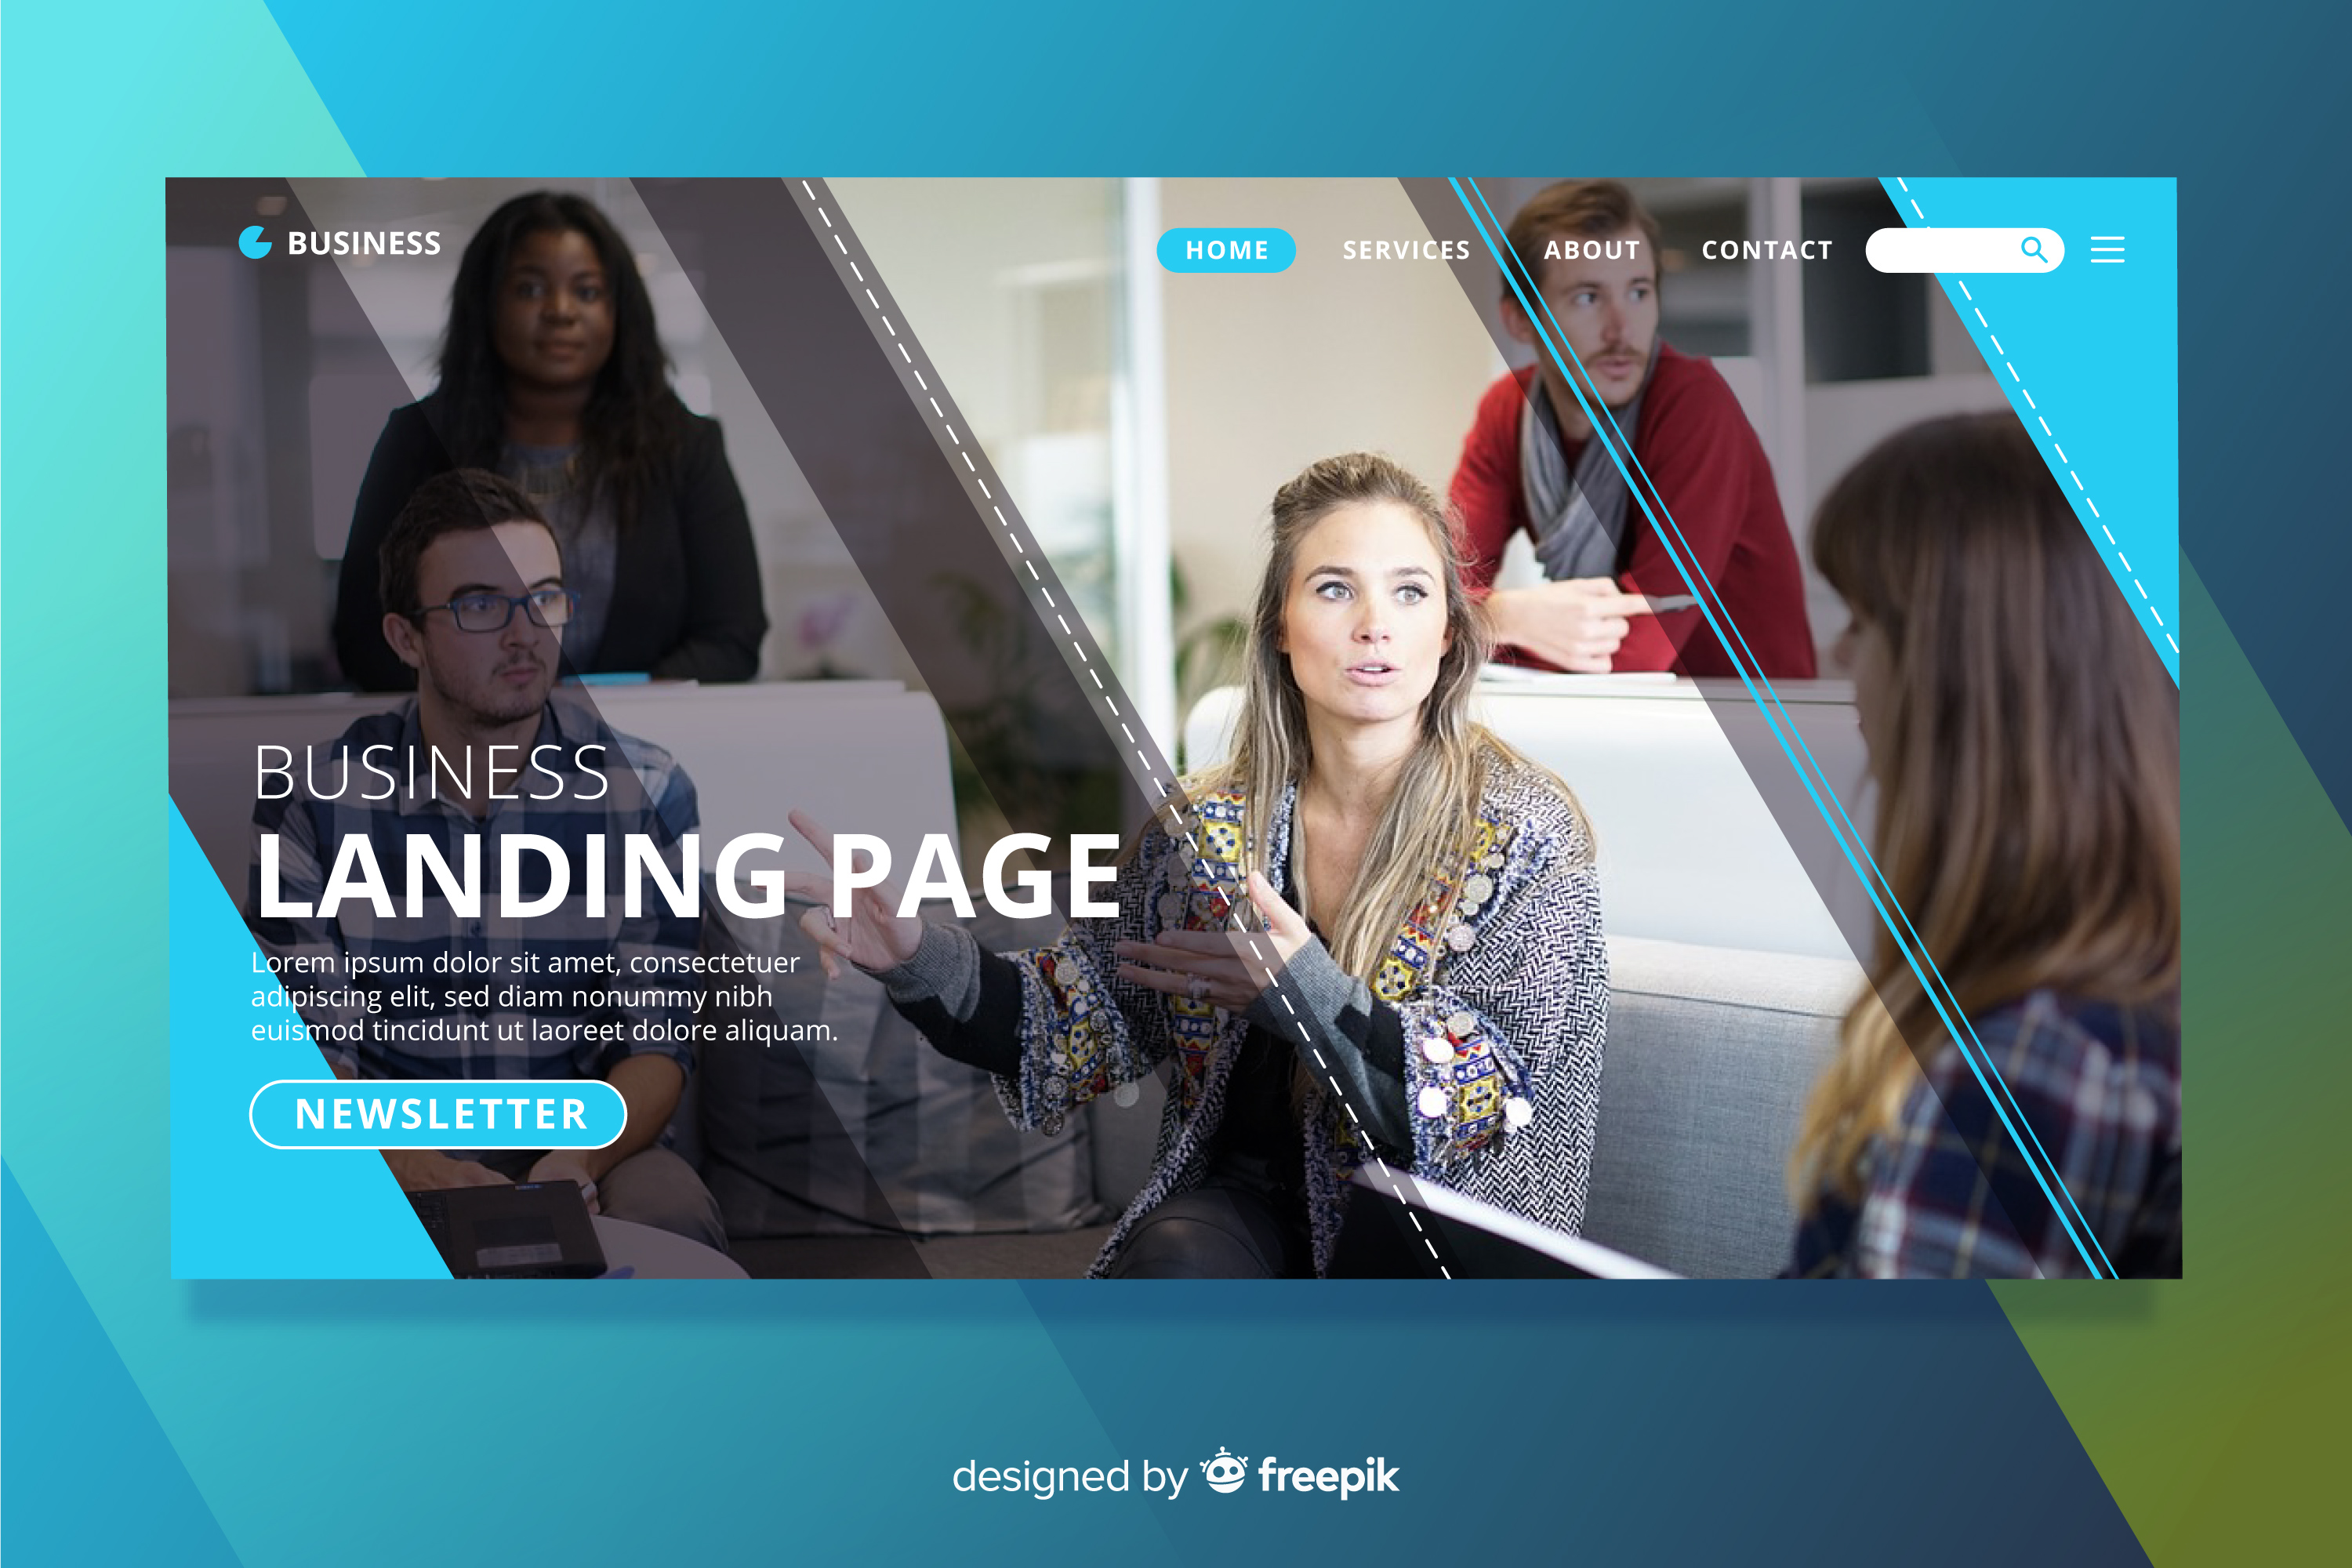 BUSINESS
HOME SERVICES ABOUT CONTACT
BUSINESS
LANDING PAGE
Lorem ipsum dolor sit amet, consectetuer
adipiscing elit, sed diam nonummy nibh
euismod tincidunt ut laoreet dolore aliquam.
NEWSLETTER
designed by freepik